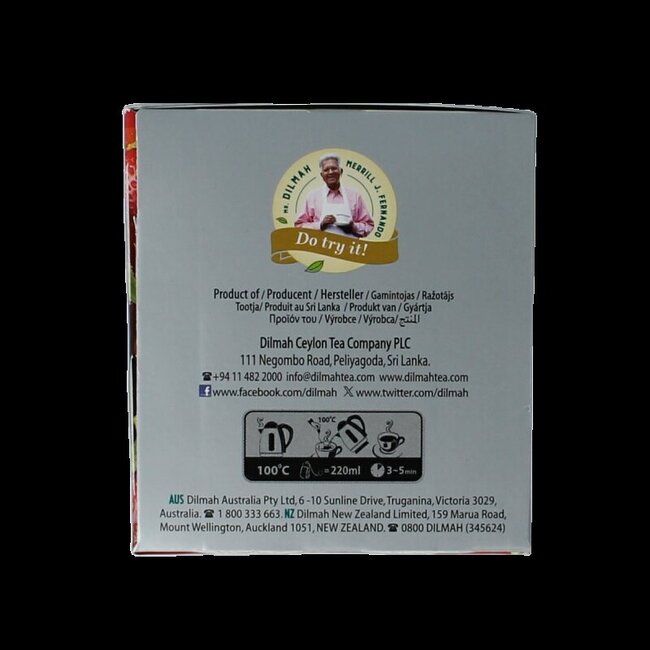 MR. DILMAH MERRILL J. FERNANDO
Do try it!
Product of / Producent / Hersteller / Gamintojas / Ražotājs
Tootja/ Produit au Sri Lanka / Produkt van / Gyártja
Προϊόν του / Výrobce / Výrobca/ المنتج
Dilmah Ceylon Tea Company PLC
111 Negombo Road, Peliyagoda, Sri Lanka.
☎+94 11 482 2000 info@dilmahtea.com www.dilmahtea.com
f www.facebook.com/dilmah X www.twitter.com/dilmah
100°C
100°C =220ml 3~5min
AUS Dilmah Australia Pty Ltd, 6 -10 Sunline Drive, Truganina, Victoria 3029,
Australia. ☎ 1 800 333 663. NZ Dilmah New Zealand Limited, 159 Marua Road,
Mount Wellington, Auckland 1051, NEW ZEALAND. ☎ 0800 DILMAH (345624)